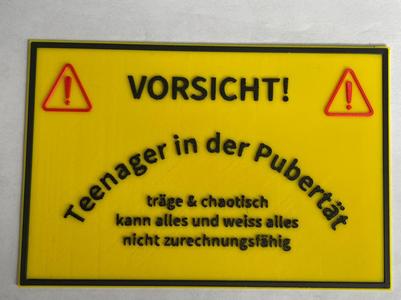 VORSICHT!
Teenager in der Pubertät
träge & chaotisch
kann alles und weiss alles
nicht zurechnungsfähig